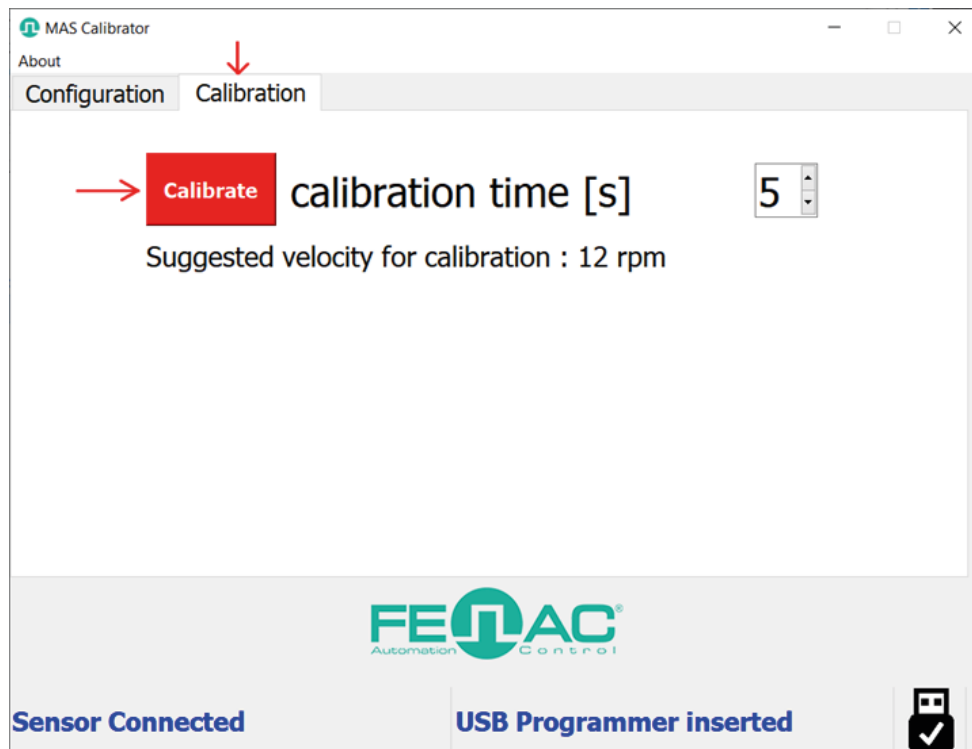 MAS Calibrator
About
Configuration Calibration
Calibrate calibration time [s] 5
Suggested velocity for calibration : 12 rpm
FENAC®
Automation Control
Sensor Connected USB Programmer inserted